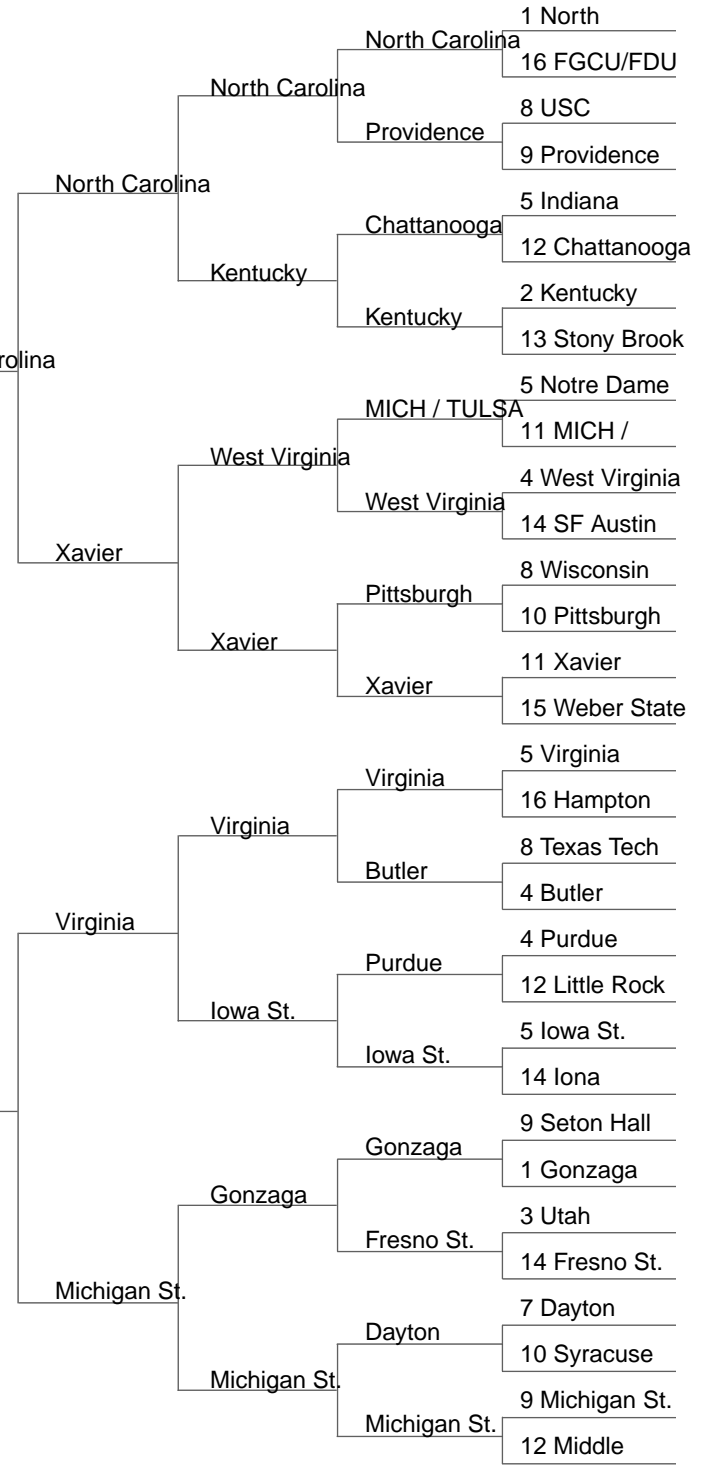 1 North
North Carolina
16 FGCU/FDU
North Carolina
8 USC
Providence
9 Providence
North Carolina
5 Indiana
Chattanooga
12 Chattanooga
Kentucky
2 Kentucky
Kentucky
13 Stony Brook
rolina
5 Notre Dame
MICH / TULSA
11 MICH /
West Virginia
4 West Virginia
West Virginia
14 SF Austin
Xavier
8 Wisconsin
Pittsburgh
10 Pittsburgh
Xavier
11 Xavier
Xavier
15 Weber State
5 Virginia
Virginia
16 Hampton
Virginia
8 Texas Tech
Butler
4 Butler
Virginia
4 Purdue
Purdue
12 Little Rock
Iowa St.
5 Iowa St.
Iowa St.
14 Iona
9 Seton Hall
Gonzaga
1 Gonzaga
Gonzaga
3 Utah
Fresno St.
14 Fresno St.
Michigan St.
7 Dayton
Dayton
10 Syracuse
Michigan St.
9 Michigan St.
Michigan St.
12 Middle